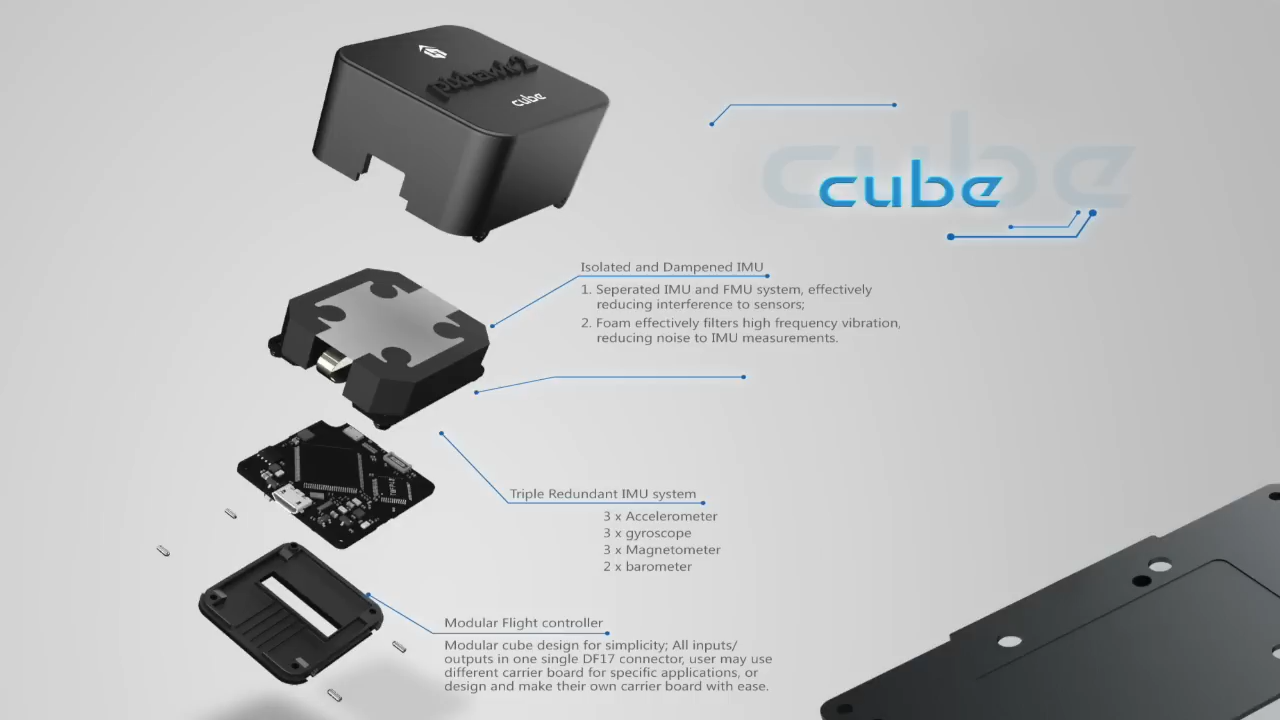 pixhawk2
cube
cube
cube
Isolated and Dampened IMU
1. Seperated IMU and FMU system, effectively
reducing interference to sensors;
2. Foam effectively filters high frequency vibration,
reducing noise to IMU measurements.
Triple Redundant IMU system
3 x Accelerometer
3 x gyroscope
3 x Magnetometer
2 x barometer
Modular Flight controller
Modular cube design for simplicity; All inputs/
outputs in one single DF17 connector, user may use
different carrier board for specific applications, or
design and make their own carrier board with ease.